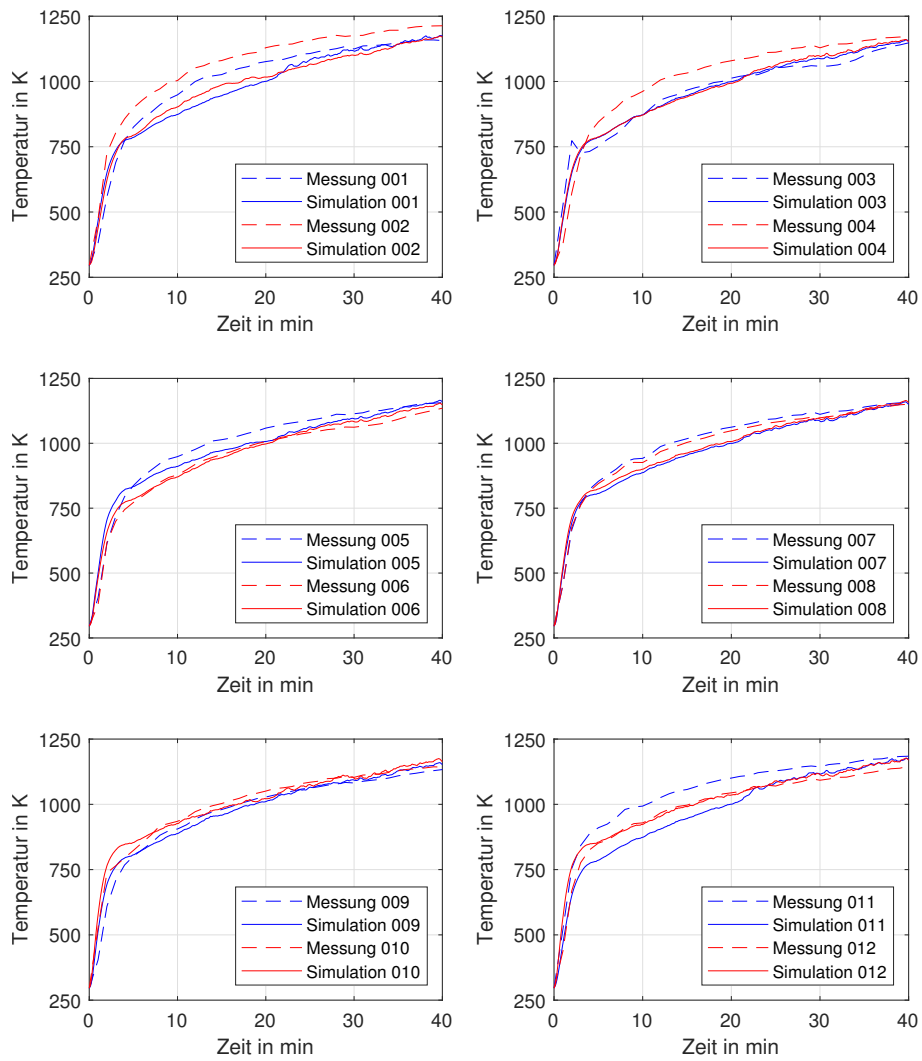 1250
1000
750
500
250
Temperatur in K
0
10
20
30
40
Zeit in min
Messung 001
Simulation 001
Messung 002
Simulation 002
1250
1000
750
500
250
Temperatur in K
0
10
20
30
40
Zeit in min
Messung 003
Simulation 003
Messung 004
Simulation 004
1250
1000
750
500
250
Temperatur in K
0
10
20
30
40
Zeit in min
Messung 005
Simulation 005
Messung 006
Simulation 006
1250
1000
750
500
250
Temperatur in K
0
10
20
30
40
Zeit in min
Messung 007
Simulation 007
Messung 008
Simulation 008
1250
1000
750
500
250
Temperatur in K
0
10
20
30
40
Zeit in min
Messung 009
Simulation 009
Messung 010
Simulation 010
1250
1000
750
500
250
Temperatur in K
0
10
20
30
40
Zeit in min
Messung 011
Simulation 011
Messung 012
Simulation 012